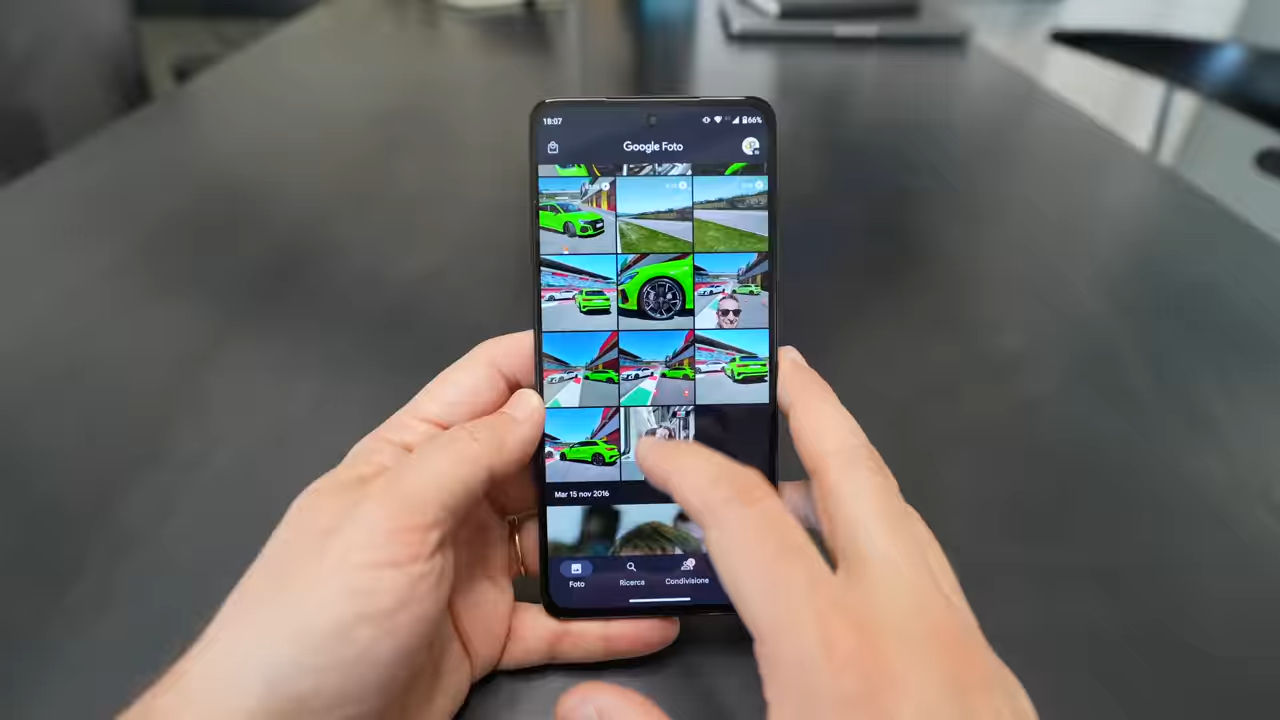 18:07
66%
Google Foto
Mar 15 nov 2016
Foto
Ricerca
Condivisione